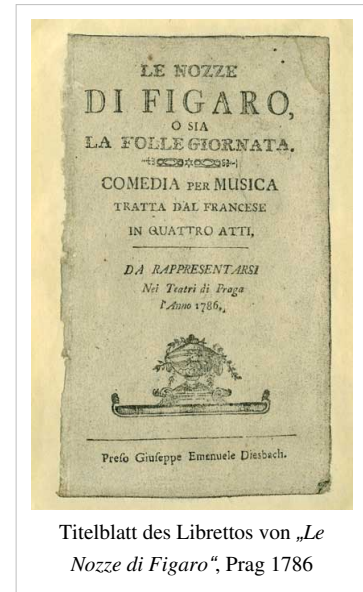 LE NOZZE
DI FIGARO,
O SIA
LA FOLLE GIORNATA.
COMEDIA PER MUSICA
TRATTA DAL FRANCESE
IN QUATTRO ATTI,
DA RAPPRESENTARSI
Nei Teatri di Praga
l'Anno 1786.
Preſo Giuſeppe Emanuele Diesbach.
Titelblatt des Librettos von „Le
Nozze di Figaro“, Prag 1786